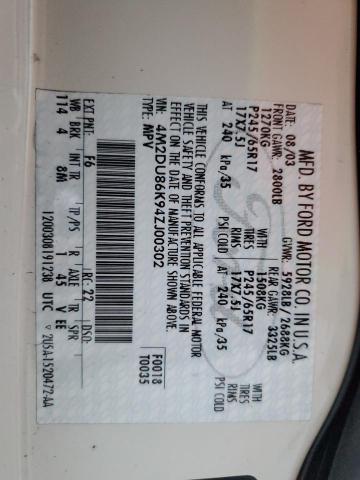 MFD. BY FORD MOTOR CO. IN U.S.A.
DATE: 08/03 GVWR: 5928LB/2688KG
FRONT GAWR: 2800LB REAR GAWR: 3325LB
1270KG WITH 1508KG WITH
P245/65R17 TIRES P245/65R17 TIRES
17X7.5J RIMS 17X7.5J RIMS
AT 240 kPa/35 PSI COLD AT 240 kPa/35 PSI COLD
THIS VEHICLE CONFORMS TO ALL APPLICABLE FEDERAL MOTOR
VEHICLE SAFETY AND THEFT PREVENTION STANDARDS IN
EFFECT ON THE DATE OF MANUFACTURE SHOWN ABOVE.
VIN: 4M2DU86K94ZJ00302 F0018
TYPE: MPV T0035
EXT PNT: F6 RC: 22 DSO:
WB BRK INT TR TP/PS R AXLE TR SPR
114 4 8M 1 45 V EE
1200308191238 UTC 2U5A-1520472-AA